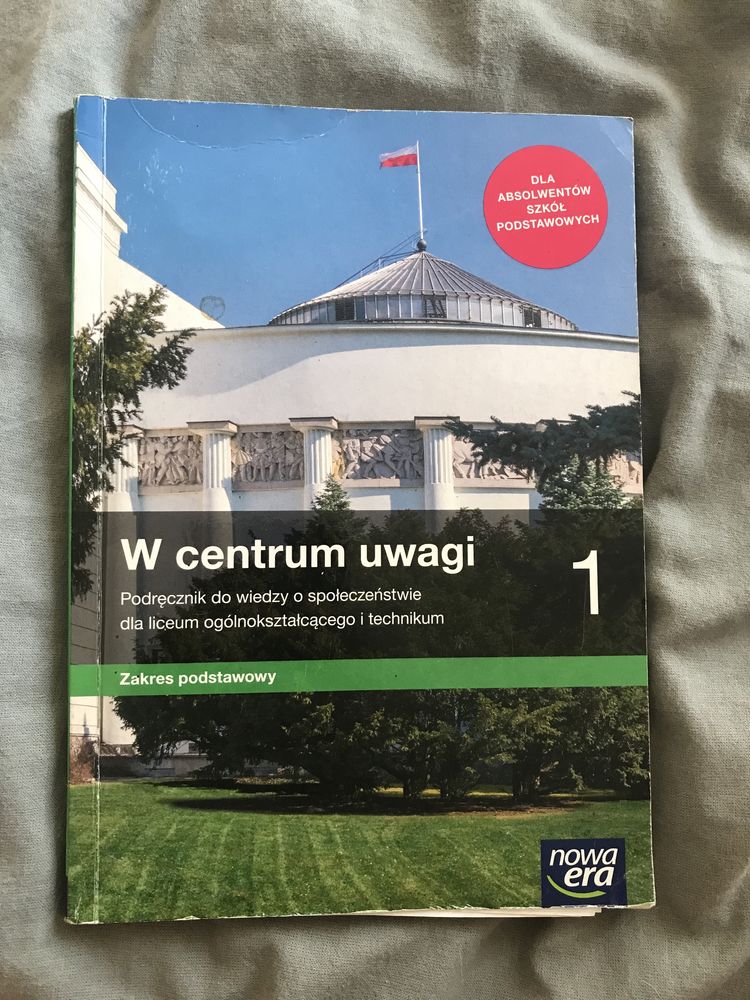 DLA
ABSOLWENTÓW
SZKÓŁ
PODSTAWOWYCH
W centrum uwagi
1
Podręcznik do wiedzy o społeczeństwie
dla liceum ogólnokształcącego i technikum
Zakres podstawowy
nowa
era